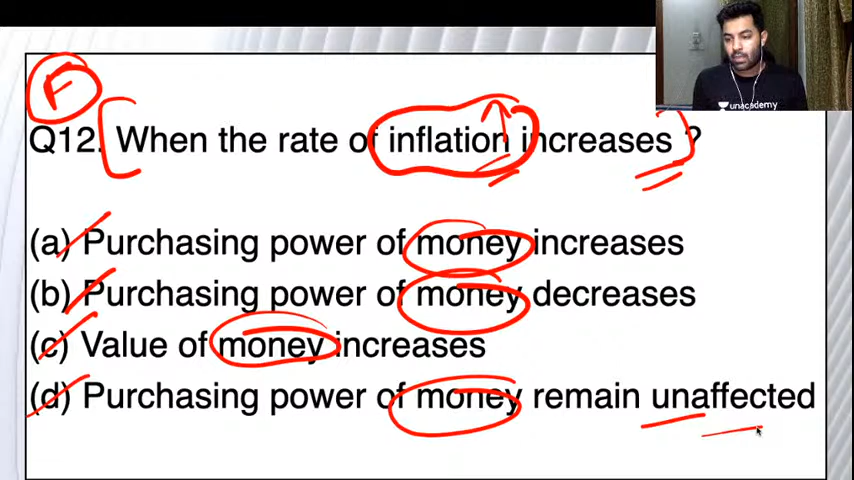 unacademy
F
Q12. When the rate of inflation increases ?
(a) Purchasing power of money increases
(b) Purchasing power of money decreases
(c) Value of money increases
(d) Purchasing power of money remain unaffected